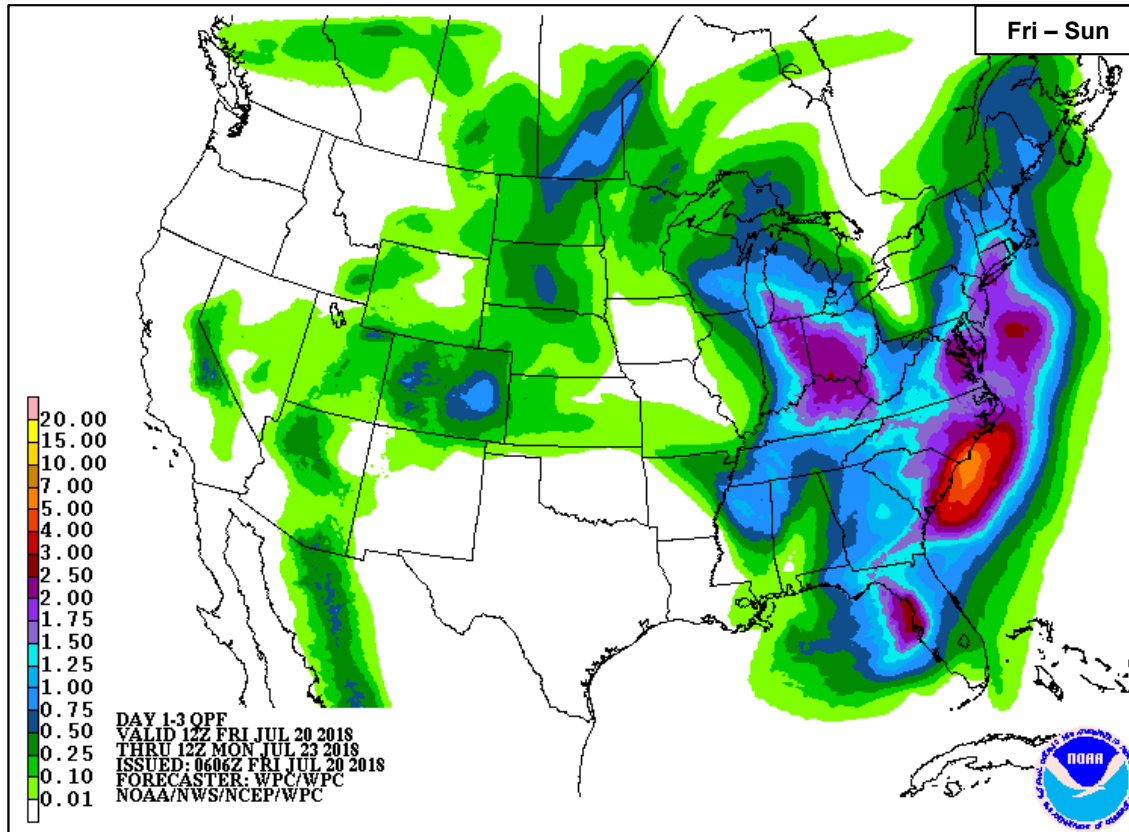 Fri – Sun
20.00
15.00
10.00
7.00
5.00
4.00
3.00
2.50
2.00
1.75
1.50
1.25
1.00
0.75
0.50
0.25
0.10
0.01
DAY 1-3 QPF
VALID 12Z FRI JUL 20 2018
THRU 12Z MON JUL 23 2018
ISSUED: 0606Z FRI JUL 20 2018
FORECASTER: WPC/WPC
NOAA/NWS/NCEP/WPC
NOAA